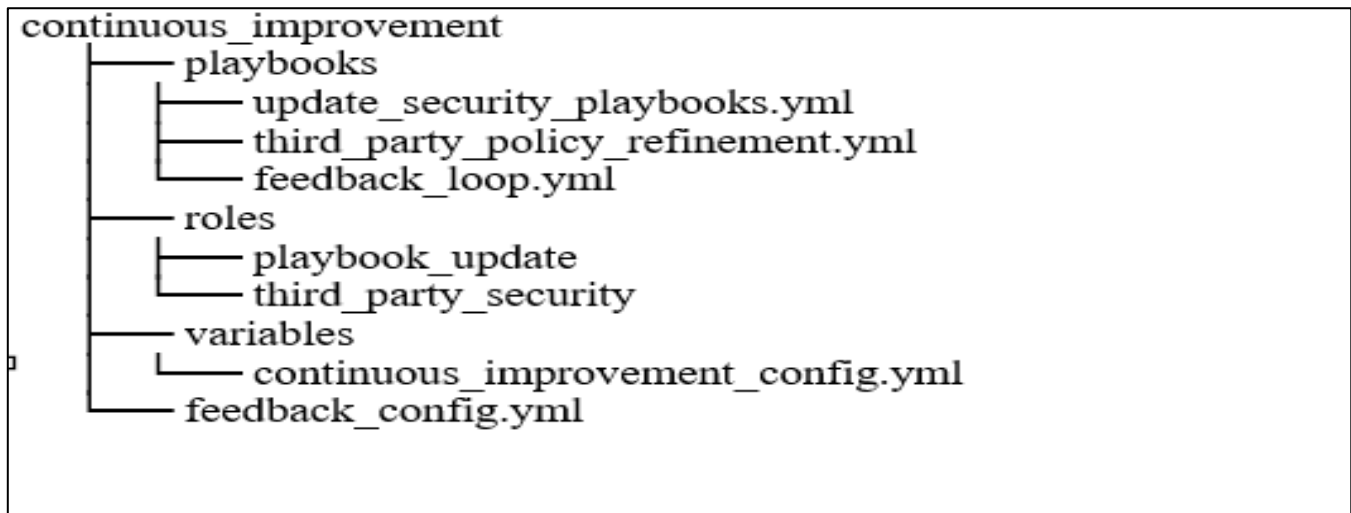 continuous_improvement
playbooks
update_security_playbooks.yml
third_party_policy_refinement.yml
feedback_loop.yml
roles
playbook_update
third_party_security
variables
continuous_improvement_config.yml
feedback_config.yml